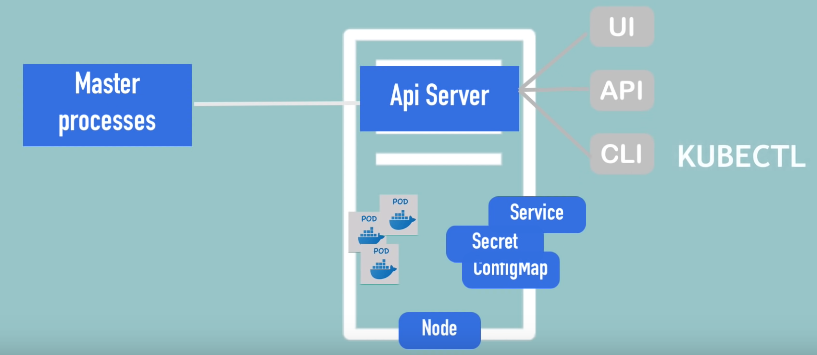 UI
Master
processes
Api Server
API
CLI
KUBECTL
POD
POD
POD
Service
Secret
ConfigMap
Node